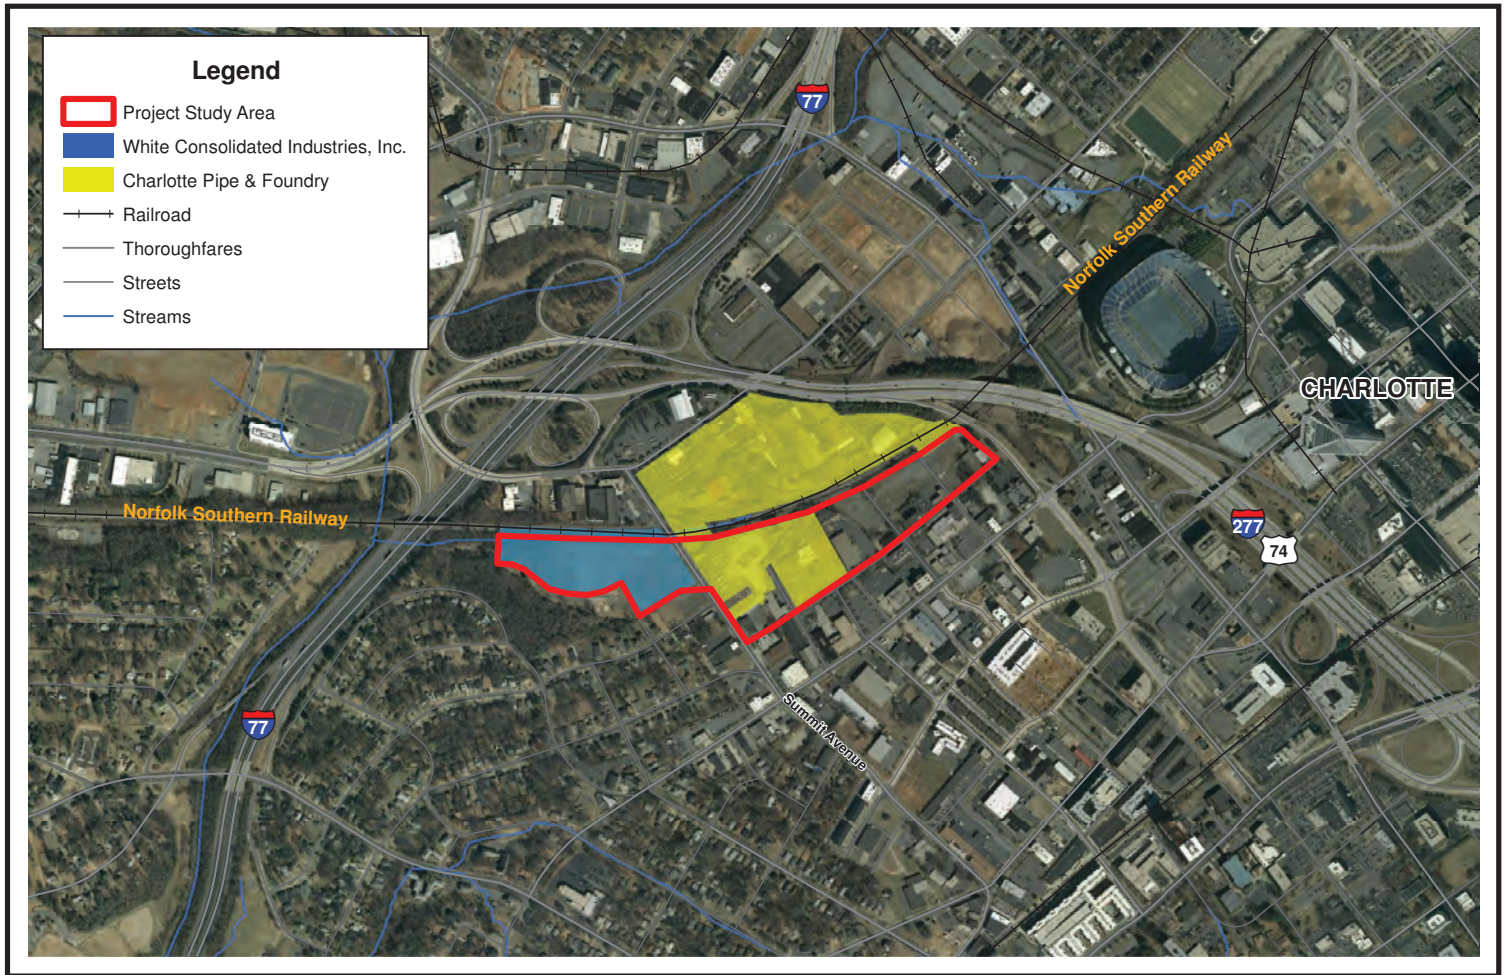 Legend
Project Study Area
White Consolidated Industries, Inc.
Charlotte Pipe & Foundry
Railroad
Thoroughfares
Streets
Streams
77
Norfolk Southern Railway
CHARLOTTE
Norfolk Southern Railway
277
74
77
Summit Avenue